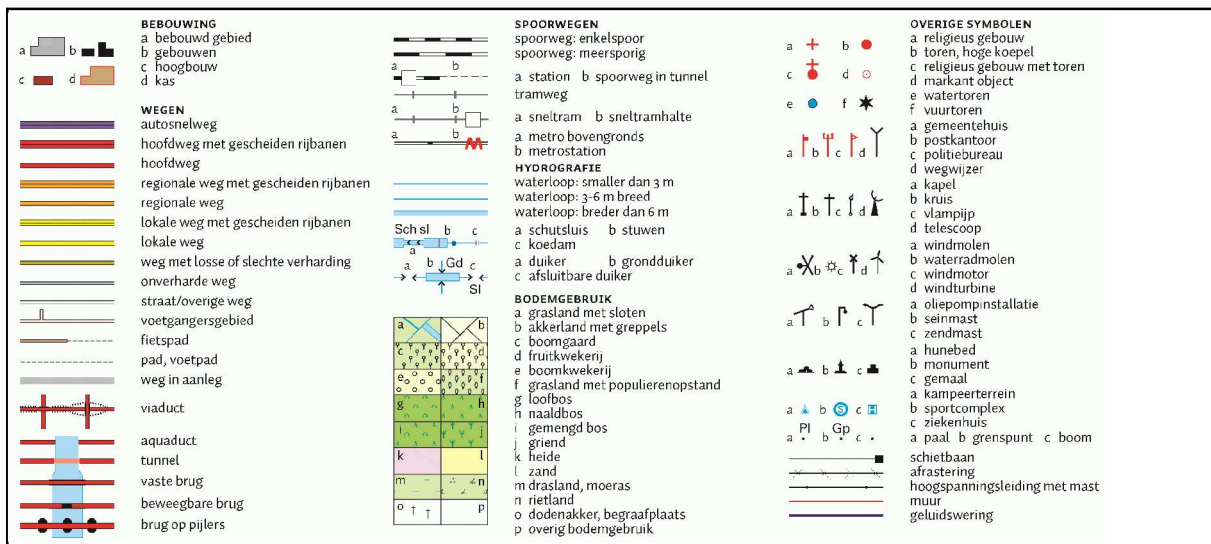 BEBOUWING
a bebouwd gebied
b gebouwen
c hoogbouw
d kas
a b
c d
WEGEN
autosnelweg
hoofdweg met gescheiden rijbanen
hoofdweg
regionale weg met gescheiden rijbanen
regionale weg
lokale weg met gescheiden rijbanen
lokale weg
weg met losse of slechte verharding
onverharde weg
straat/overige weg
voetgangersgebied
fietspad
pad, voetpad
weg in aanleg
viaduct
aquaduct
tunnel
vaste brug
beweegbare brug
brug op pijlers
SPOORWEGEN
spoorweg: enkelspoor
spoorweg: meersporig
a b
a station b spoorweg in tunnel
tramweg
a b
a sneltram b sneltramhalte
a b
a metro bovengronds
b metrostation
HYDROGRAFIE
waterloop: smaller dan 3 m
waterloop: 3-6 m breed
waterloop: breder dan 6 m
Sch sl b c
a
a schutsluis b stuwen
c koedam
a b Gd c
Sl
a duiker b grondduiker
c afsluitbare duiker
BODEMGEBRUIK
a b
c d
e f
g h
i j
k l
m n
o p
a grasland met sloten
b akkerland met greppels
c boomgaard
d fruitkwekerij
e boomkwekerij
f grasland met populierenopstand
g loofbos
h naaldbos
i gemengd bos
j griend
k heide
l zand
m drasland, moeras
n rietland
o dodenakker, begraafplaats
p overig bodemgebruik
OVERIGE SYMBOLEN
a b
c d
e f
a religieus gebouw
b toren, hoge koepel
c religieus gebouw met toren
d markant object
e watertoren
f vuurtoren
a b c d
a gemeentehuis
b postkantoor
c politiebureau
d wegwijzer
a b c d
a kapel
b kruis
c vlampijp
d telescoop
a b c d
a windmolen
b waterradmolen
c windmotor
d windturbine
a b c
a oliepompinstallatie
b seinmast
c zendmast
a b c
a hunebed
b monument
c gemaal
a b S c H
a kampeerterrein
b sportcomplex
c ziekenhuis
Pl Gp
a b c
a paal b grenspunt c boom
schietbaan
afrastering
hoogspanningsleiding met mast
muur
geluidswering